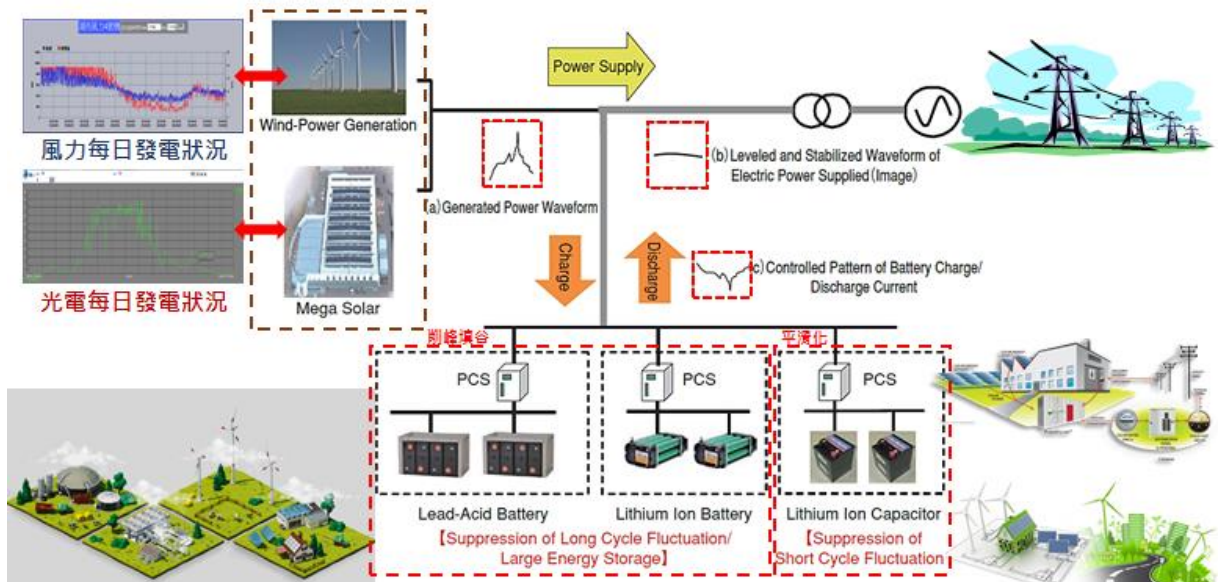 風力每日發電狀況
光電每日發電狀況
Wind-Power Generation
Mega Solar
Power Supply
(a)Generated Power Waveform
(b)Leveled and Stabilized Waveform of
Electric Power Supplied(Image)
Charge
Discharge
c)Controlled Pattern of Battery Charge/
Discharge Current
削峰填谷
平滑化
PCS
PCS
PCS
Lead-Acid Battery
Lithium Ion Battery
Lithium Ion Capacitor
【Suppression of Long Cycle Fluctuation/
Large Energy Storage】
【Suppression of
Short Cycle Fluctuation